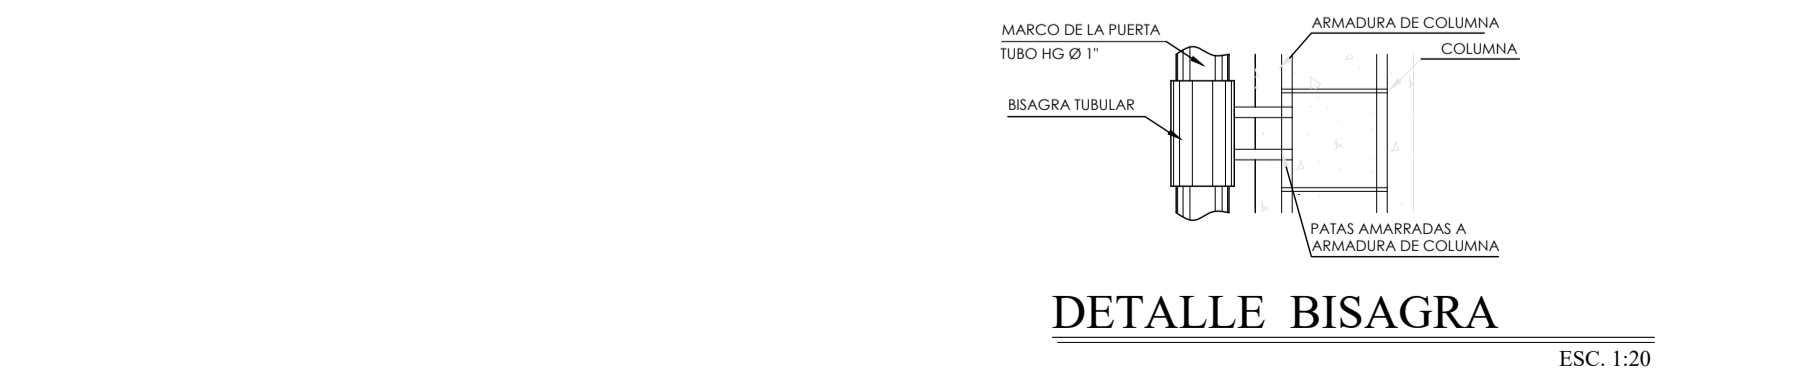 MARCO DE LA PUERTA
TUBO HG Ø 1"
BISAGRA TUBULAR
ARMADURA DE COLUMNA
COLUMNA
PATAS AMARRADAS A
ARMADURA DE COLUMNA
DETALLE BISAGRA
ESC. 1:20